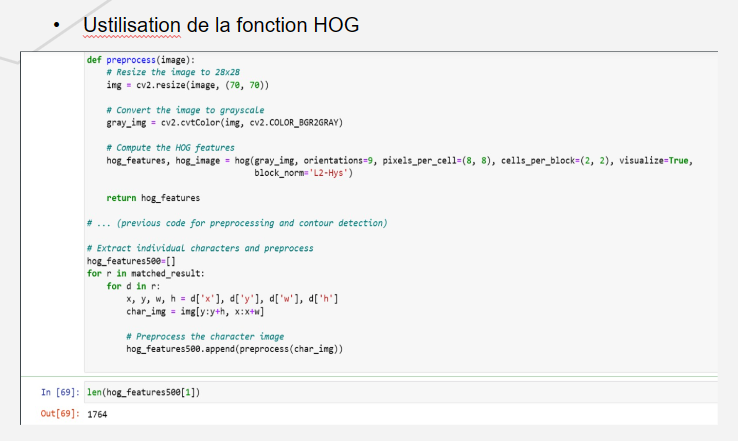 • Ustilisation de la fonction HOG
def preprocess(image):
    # Resize the image to 28x28
    img = cv2.resize(image, (70, 70))
    # Convert the image to grayscale
    gray_img = cv2.cvtColor(img, cv2.COLOR_BGR2GRAY)
    # Compute the HOG features
    hog_features, hog_image = hog(gray_img, orientations=9, pixels_per_cell=(8, 8), cells_per_block=(2, 2), visualize=True,
                                  block_norm='L2-Hys')
    return hog_features
# ... (previous code for preprocessing and contour detection)
# Extract individual characters and preprocess
hog_features500=[]
for r in matched_result:
    for d in r:
        x, y, w, h = d['x'], d['y'], d['w'], d['h']
        char_img = img[y:y+h, x:x+w]
        # Preprocess the character image
        hog_features500.append(preprocess(char_img))
In [69]: len(hog_features500[1])
Out[69]: 1764